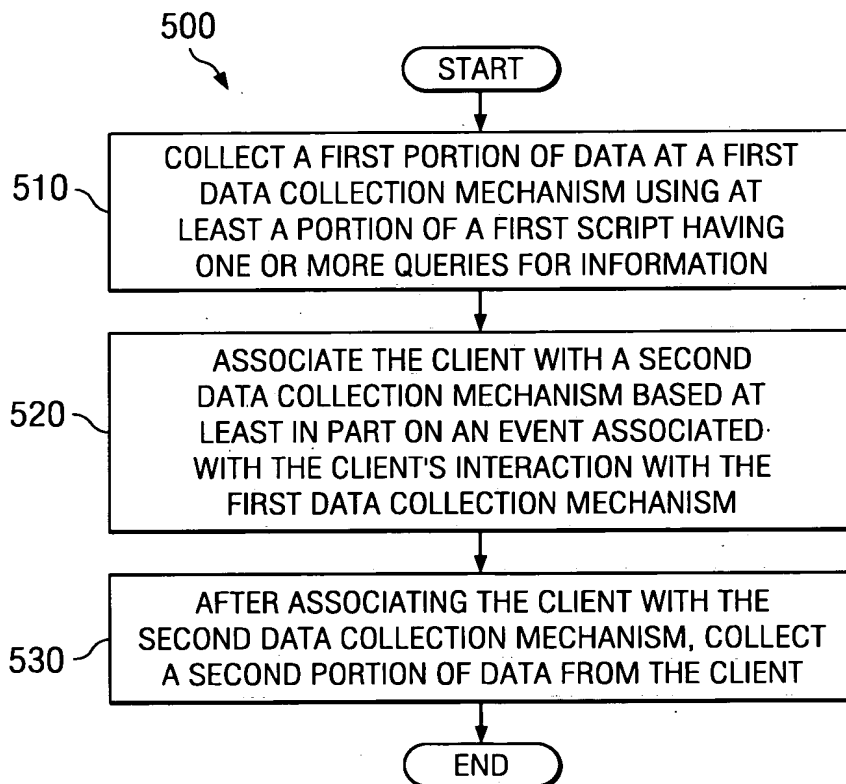 500
START
510
COLLECT A FIRST PORTION OF DATA AT A FIRST
DATA COLLECTION MECHANISM USING AT
LEAST A PORTION OF A FIRST SCRIPT HAVING
ONE OR MORE QUERIES FOR INFORMATION
520
ASSOCIATE THE CLIENT WITH A SECOND
DATA COLLECTION MECHANISM BASED AT
LEAST IN PART ON AN EVENT ASSOCIATED
WITH THE CLIENT'S INTERACTION WITH THE
FIRST DATA COLLECTION MECHANISM
530
AFTER ASSOCIATING THE CLIENT WITH THE
SECOND DATA COLLECTION MECHANISM, COLLECT
A SECOND PORTION OF DATA FROM THE CLIENT
END